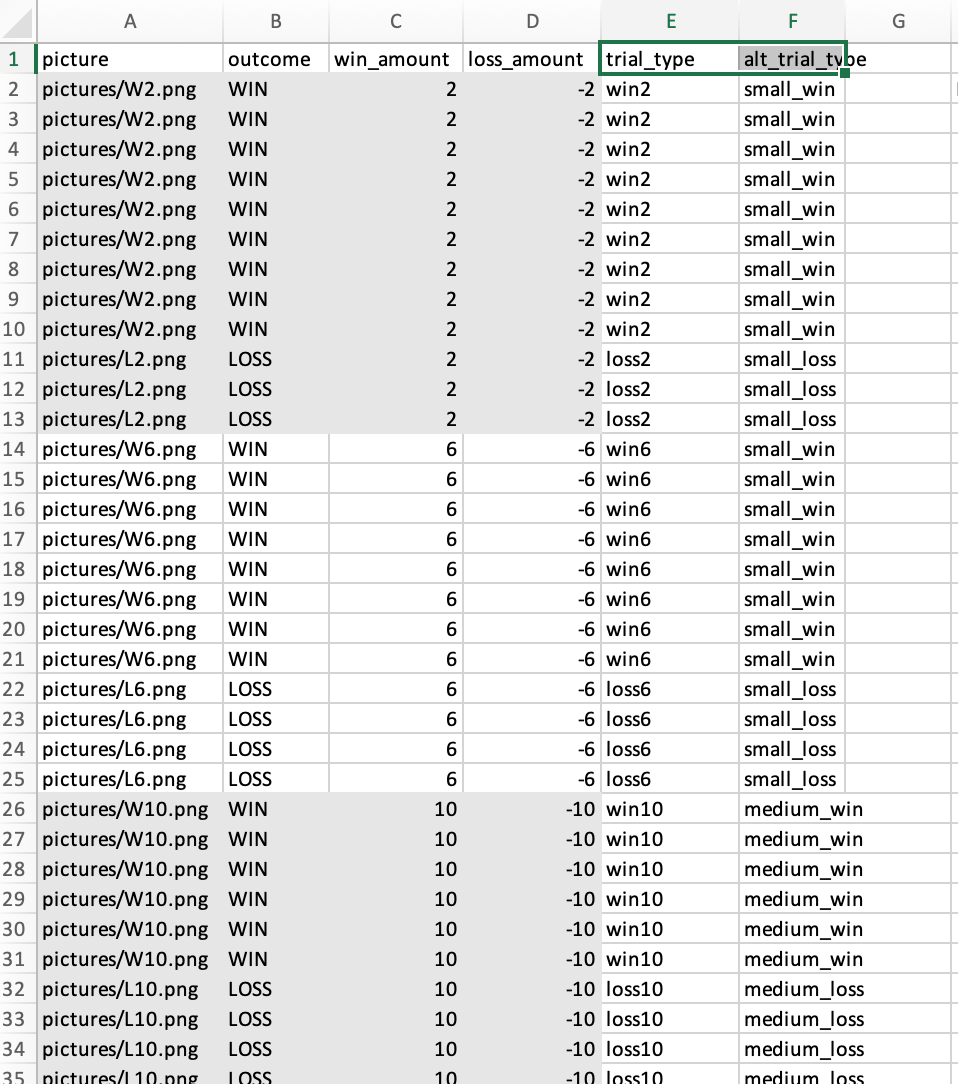 A B C D E F G
1 picture outcome win_amount loss_amount trial_type alt_trial_type
2 pictures/W2.png WIN 2 -2 win2 small_win
3 pictures/W2.png WIN 2 -2 win2 small_win
4 pictures/W2.png WIN 2 -2 win2 small_win
5 pictures/W2.png WIN 2 -2 win2 small_win
6 pictures/W2.png WIN 2 -2 win2 small_win
7 pictures/W2.png WIN 2 -2 win2 small_win
8 pictures/W2.png WIN 2 -2 win2 small_win
9 pictures/W2.png WIN 2 -2 win2 small_win
10 pictures/W2.png WIN 2 -2 win2 small_win
11 pictures/L2.png LOSS 2 -2 loss2 small_loss
12 pictures/L2.png LOSS 2 -2 loss2 small_loss
13 pictures/L2.png LOSS 2 -2 loss2 small_loss
14 pictures/W6.png WIN 6 -6 win6 small_win
15 pictures/W6.png WIN 6 -6 win6 small_win
16 pictures/W6.png WIN 6 -6 win6 small_win
17 pictures/W6.png WIN 6 -6 win6 small_win
18 pictures/W6.png WIN 6 -6 win6 small_win
19 pictures/W6.png WIN 6 -6 win6 small_win
20 pictures/W6.png WIN 6 -6 win6 small_win
21 pictures/W6.png WIN 6 -6 win6 small_win
22 pictures/L6.png LOSS 6 -6 loss6 small_loss
23 pictures/L6.png LOSS 6 -6 loss6 small_loss
24 pictures/L6.png LOSS 6 -6 loss6 small_loss
25 pictures/L6.png LOSS 6 -6 loss6 small_loss
26 pictures/W10.png WIN 10 -10 win10 medium_win
27 pictures/W10.png WIN 10 -10 win10 medium_win
28 pictures/W10.png WIN 10 -10 win10 medium_win
29 pictures/W10.png WIN 10 -10 win10 medium_win
30 pictures/W10.png WIN 10 -10 win10 medium_win
31 pictures/W10.png WIN 10 -10 win10 medium_win
32 pictures/L10.png LOSS 10 -10 loss10 medium_loss
33 pictures/L10.png LOSS 10 -10 loss10 medium_loss
34 pictures/L10.png LOSS 10 -10 loss10 medium_loss
35 pictures/L10.png LOSS 10 -10 loss10 medium_loss